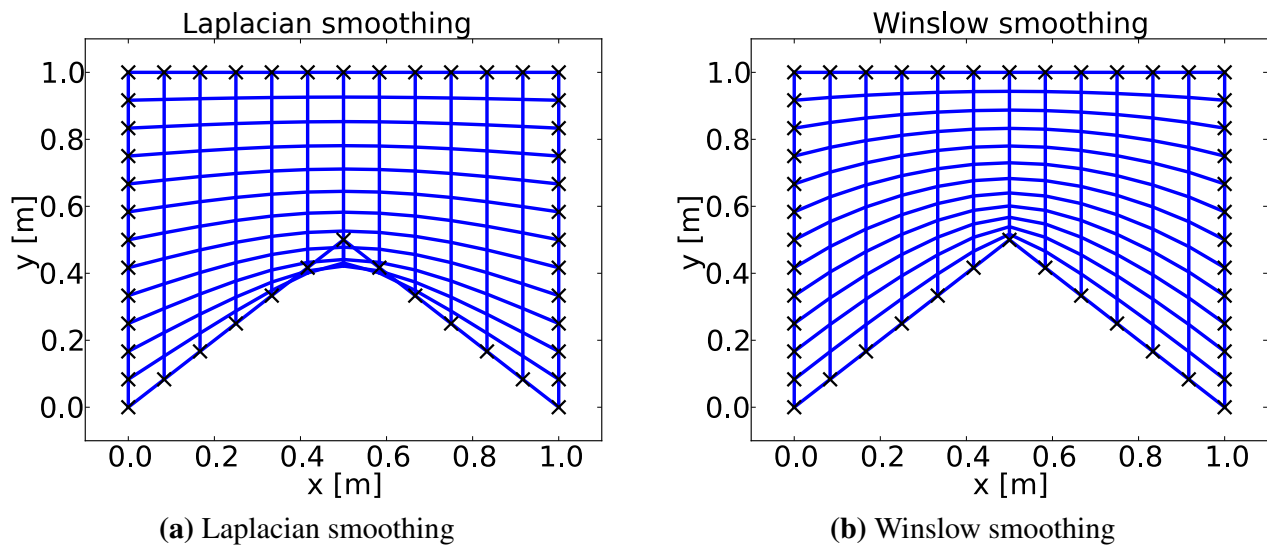 Laplacian smoothing
1.0
0.8
0.6
0.4
0.2
0.0
y [m]
0.0 0.2 0.4 0.6 0.8 1.0
x [m]
(a) Laplacian smoothing
Winslow smoothing
1.0
0.8
0.6
0.4
0.2
0.0
y [m]
0.0 0.2 0.4 0.6 0.8 1.0
x [m]
(b) Winslow smoothing